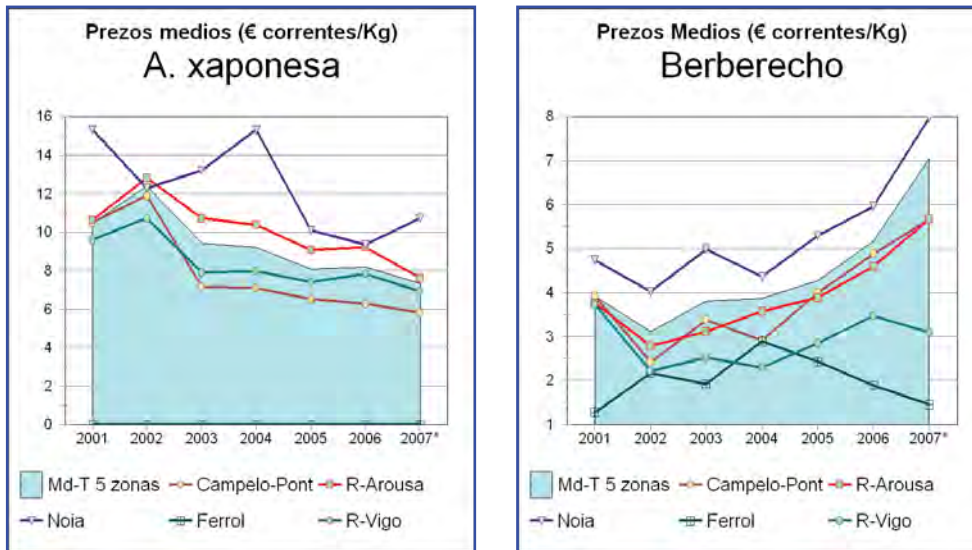 Prezos medios (€ correntes/Kg)
A. xaponesa
16
14
12
10
8
6
4
2
0
2001 2002 2003 2004 2005 2006 2007*
Md-T 5 zonas Campelo-Pont R-Arousa
Noia Ferrol R-Vigo
Prezos Medios (€ correntes/Kg)
Berberecho
8
7
6
5
4
3
2
1
2001 2002 2003 2004 2005 2006 2007*
Md-T 5 zonas Campelo-Pont R-Arousa
Noia Ferrol R-Vigo